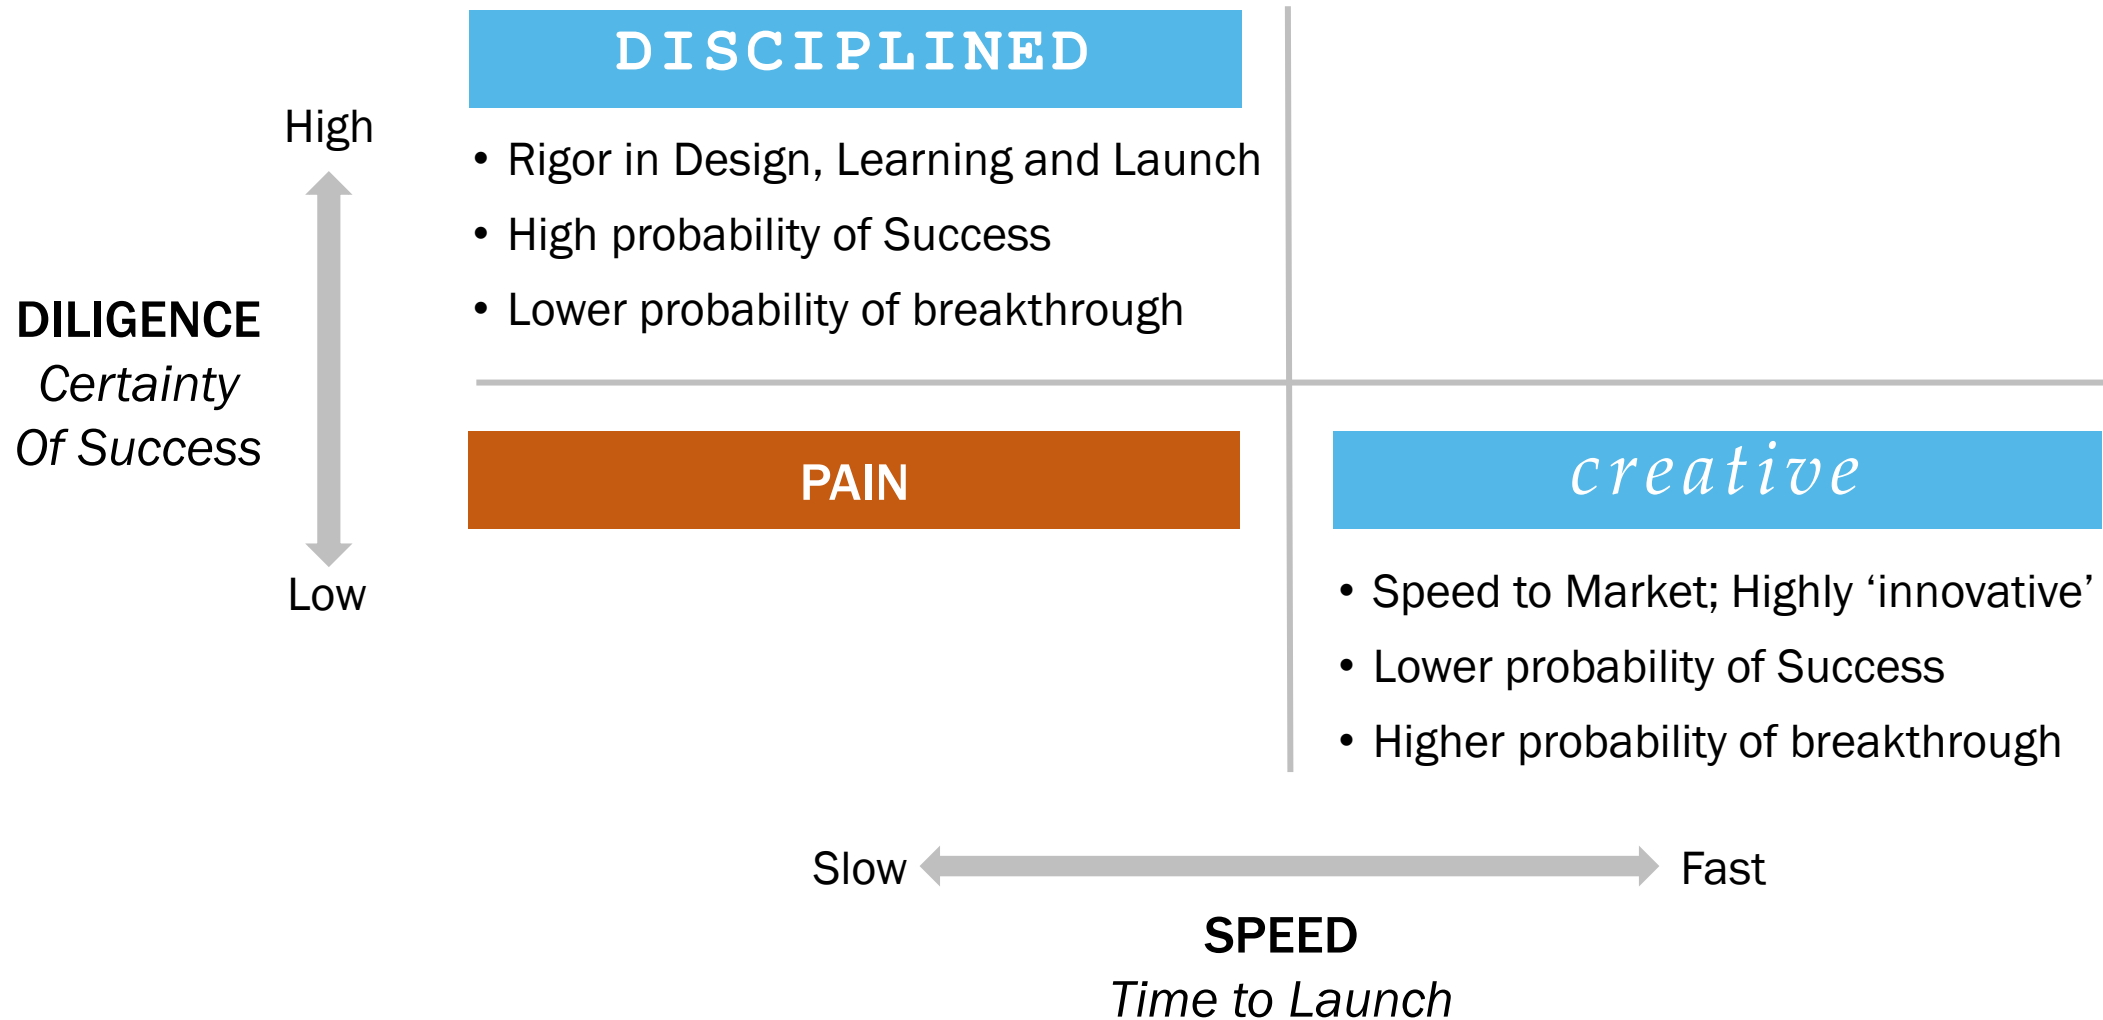 DISCIPLINED
High
• Rigor in Design, Learning and Launch
• High probability of Success
• Lower probability of breakthrough
DILIGENCE
Certainty
Of Success
Low
PAIN
creative
• Speed to Market; Highly ‘innovative’
• Lower probability of Success
• Higher probability of breakthrough
Slow
Fast
SPEED
Time to Launch